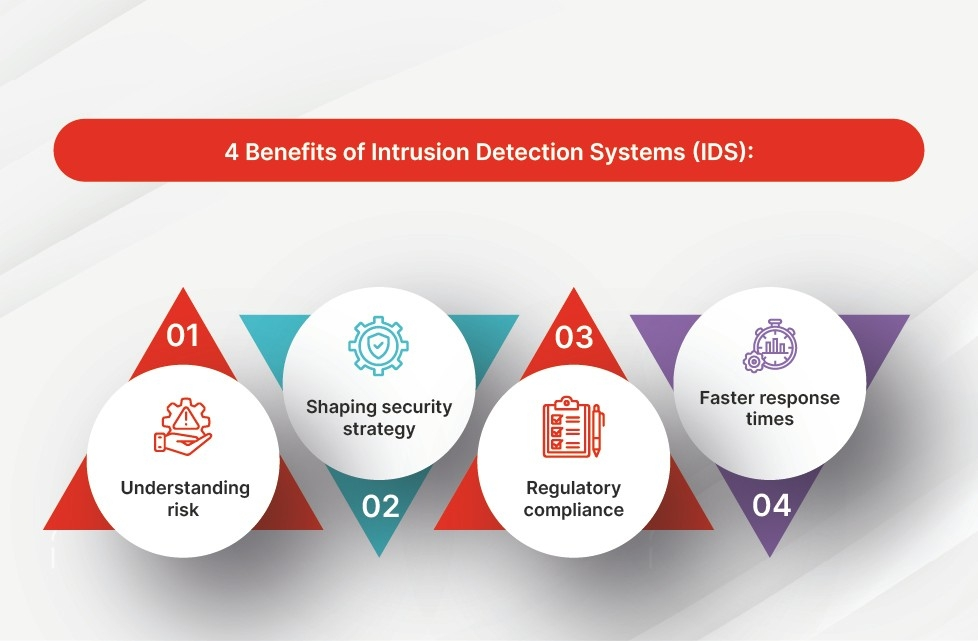 4 Benefits of Intrusion Detection Systems (IDS):
01
Understanding
risk
Shaping security
strategy
02
03
Regulatory
compliance
Faster response
times
04